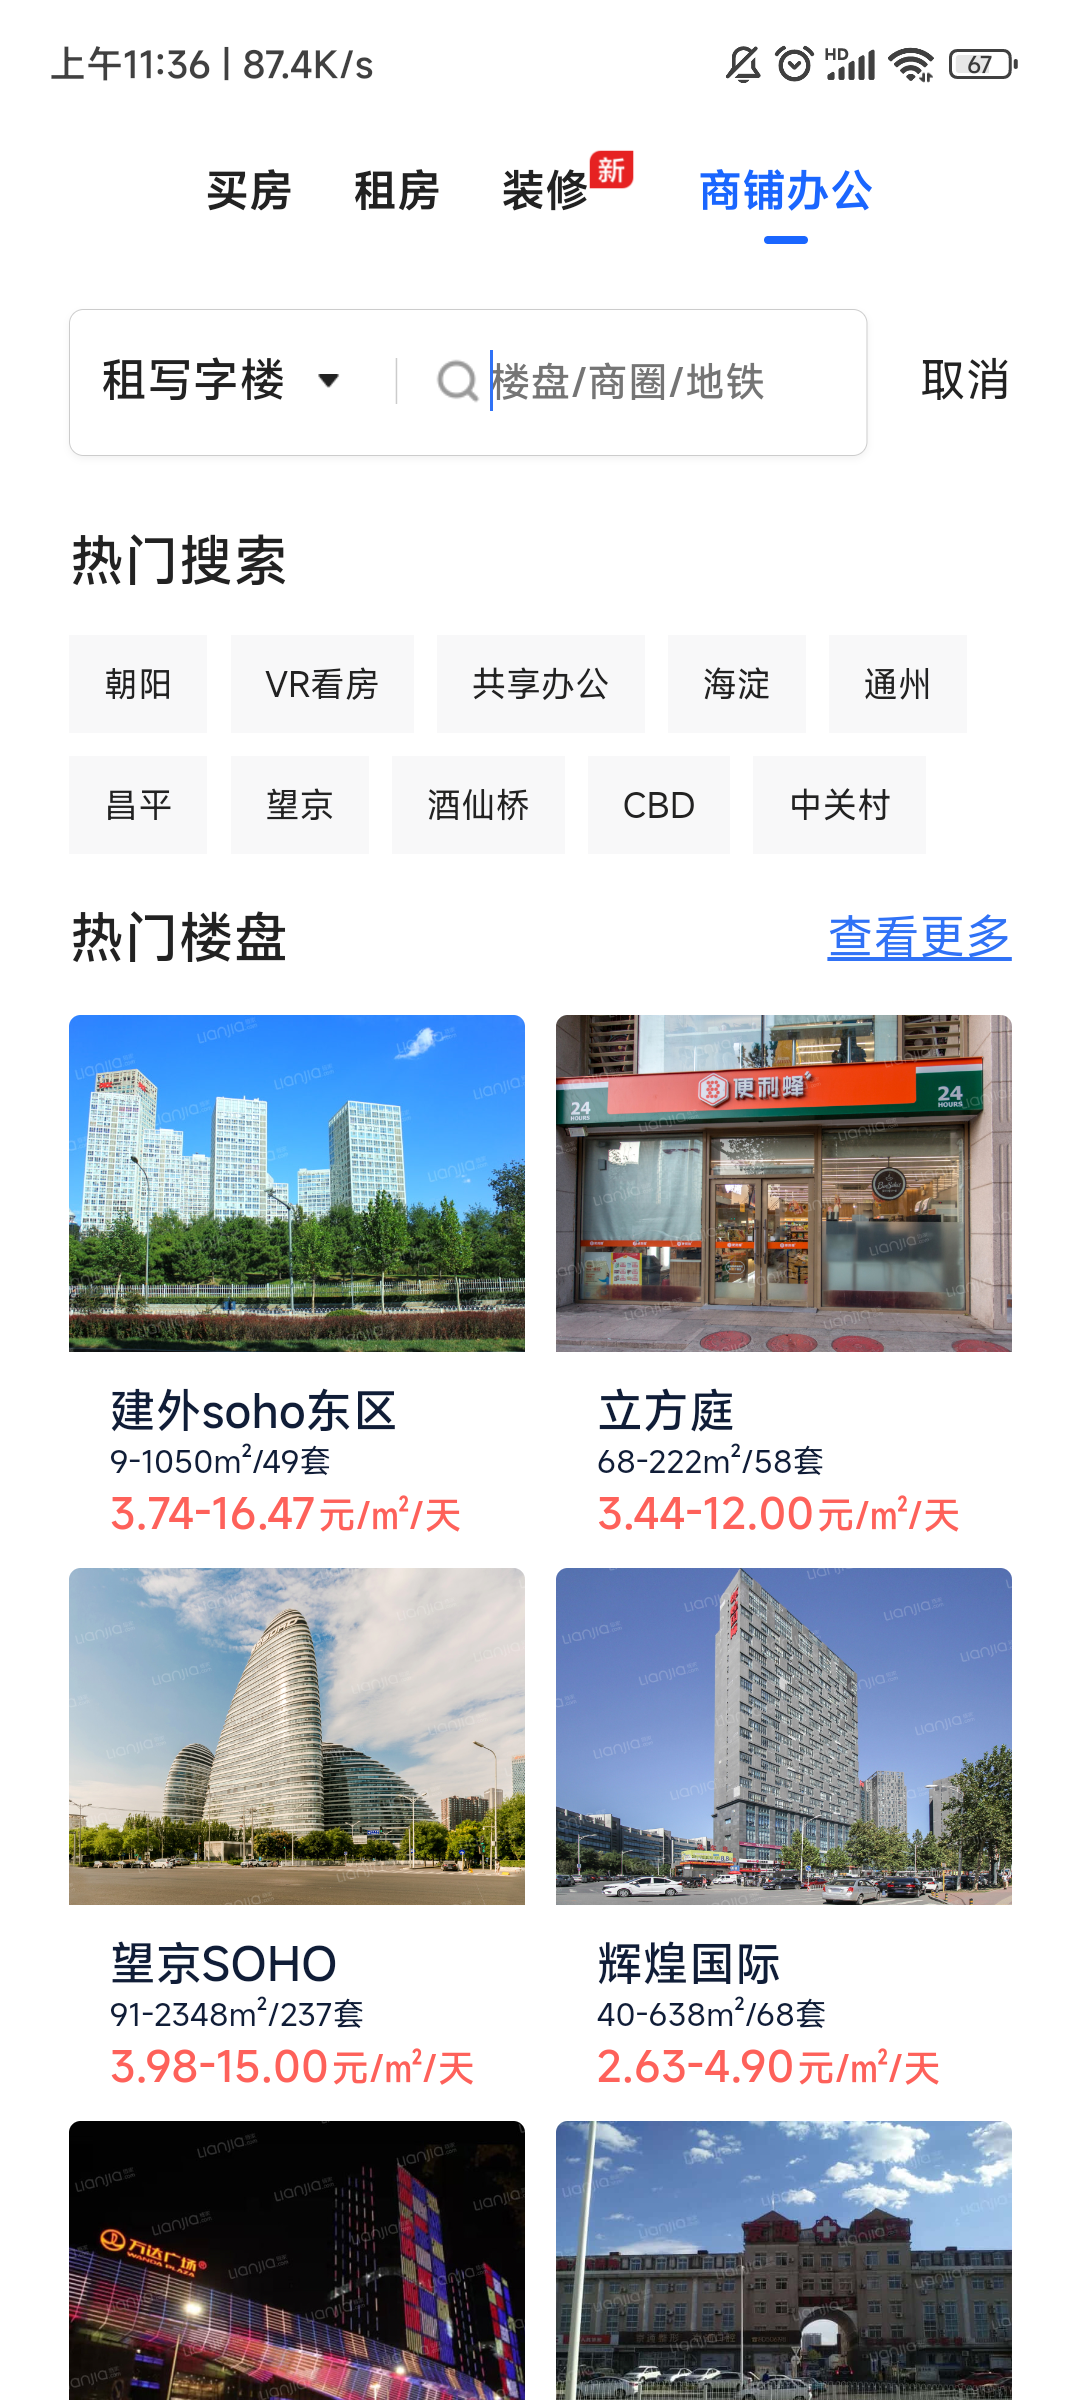 上午11:36 | 87.4K/s
HD
67
买房 租房 装修 新 商铺办公
租写字楼 楼盘/商圈/地铁 取消
热门搜索
朝阳 VR看房 共享办公 海淀 通州
昌平 望京 酒仙桥 CBD 中关村
热门楼盘 查看更多
Lianjia
24 HOURS 便利蜂 24 HOURS
建外soho东区 立方庭
9-1050m²/49套 68-222m²/58套
3.74-16.47元/m²/天 3.44-12.00元/m²/天
望京SOHO 辉煌国际
91-2348m²/237套 40-638m²/68套
3.98-15.00元/m²/天 2.63-4.90元/m²/天
万达广场
WANDA PLAZA